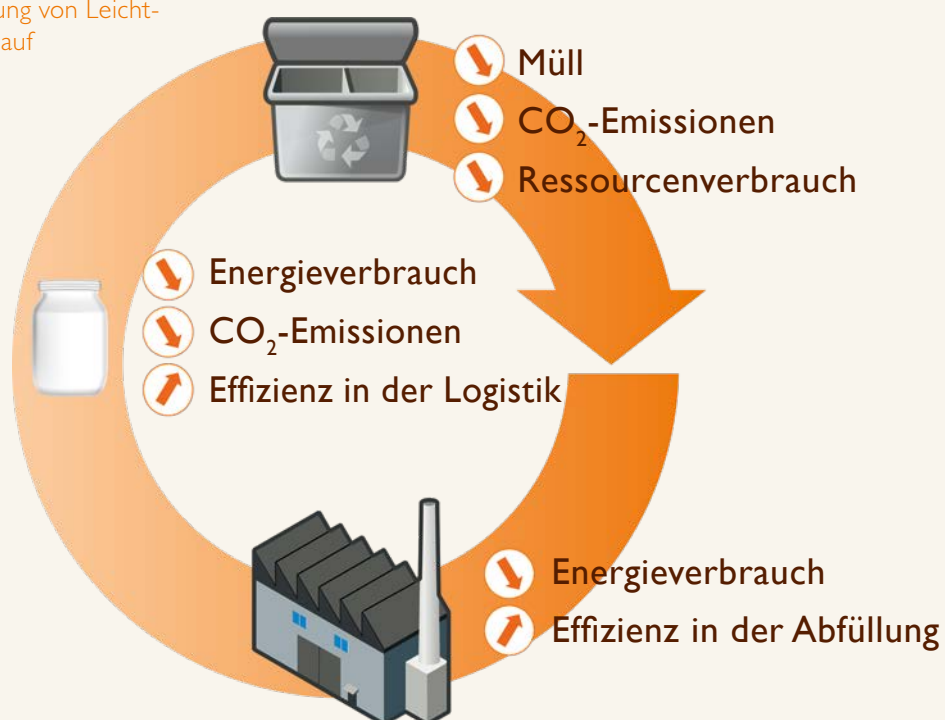 ung von Leicht-
auf
Müll
CO₂-Emissionen
Ressourcenverbrauch
Energieverbrauch
CO₂-Emissionen
Effizienz in der Logistik
Energieverbrauch
Effizienz in der Abfüllung